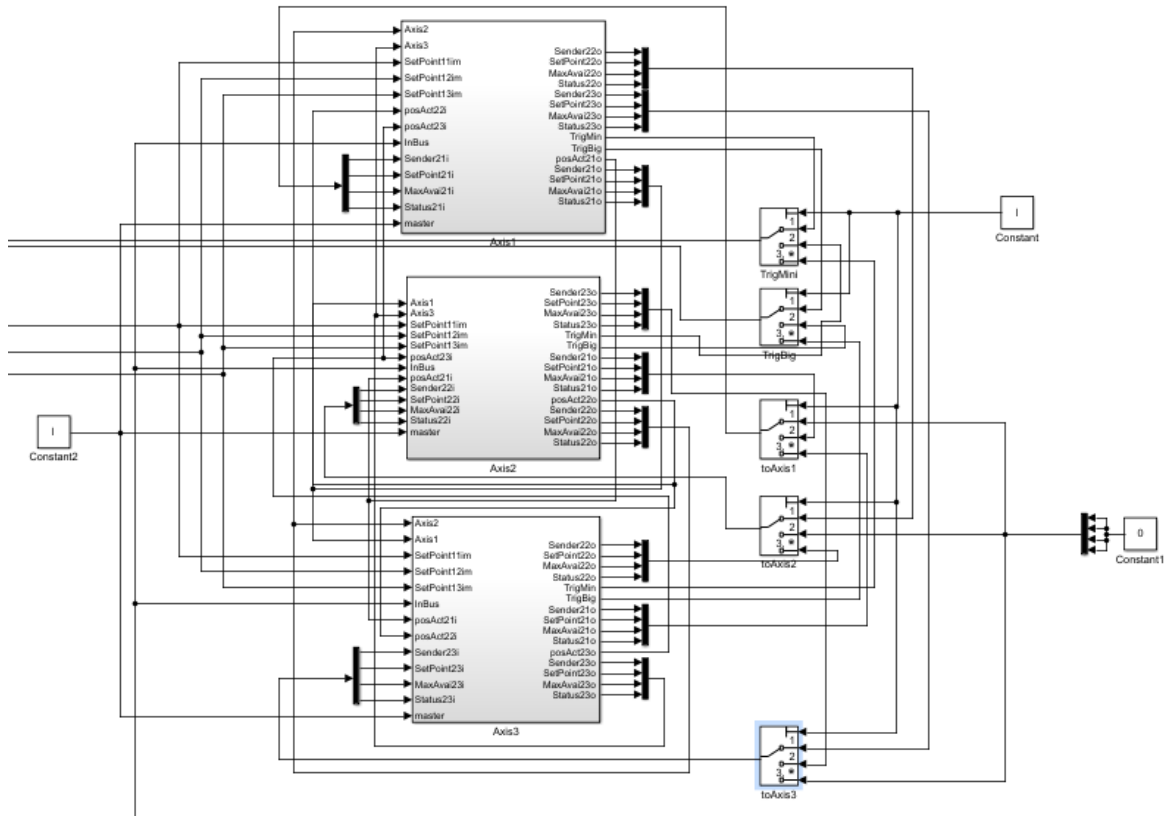 Axis2
Axis3
SetPoint11im
SetPoint12im
SetPoint13im
posAct22i
posAct23i
InBus
Sender21i
SetPoint21i
MaxAvai21i
Status21i
master
Sender22o
SetPoint22o
MaxAvai22o
Status22o
Sender23o
SetPoint23o
MaxAvai23o
Status23o
TrigMin
TrigBig
posAct21o
Sender21o
SetPoint21o
MaxAvai21o
Status21o
Axis1
Axis1
Axis3
SetPoint11im
SetPoint12im
SetPoint13im
posAct23i
InBus
posAct21i
Sender22i
SetPoint22i
MaxAvai22i
Status22i
master
Sender23o
SetPoint23o
MaxAvai23o
Status23o
TrigMin
TrigBig
Sender21o
SetPoint21o
MaxAvai21o
Status21o
posAct22o
Sender22o
SetPoint22o
MaxAvai22o
Status22o
Axis2
Axis2
Axis1
SetPoint11im
SetPoint12im
SetPoint13im
InBus
posAct21i
posAct22i
Sender23i
SetPoint23i
MaxAvai23i
Status23i
master
Sender22o
SetPoint22o
MaxAvai22o
Status22o
TrigMin
TrigBig
Sender21o
SetPoint21o
MaxAvai21o
Status21o
posAct23o
Sender23o
SetPoint23o
MaxAvai23o
Status23o
Axis3
I
Constant2
1
2
3 *
TrigMini
1
2
3 *
TrigBig
1
2
3 *
toAxis1
1
2
3 *
toAxis2
1
2
3 *
toAxis3
I
Constant
0
Constant1